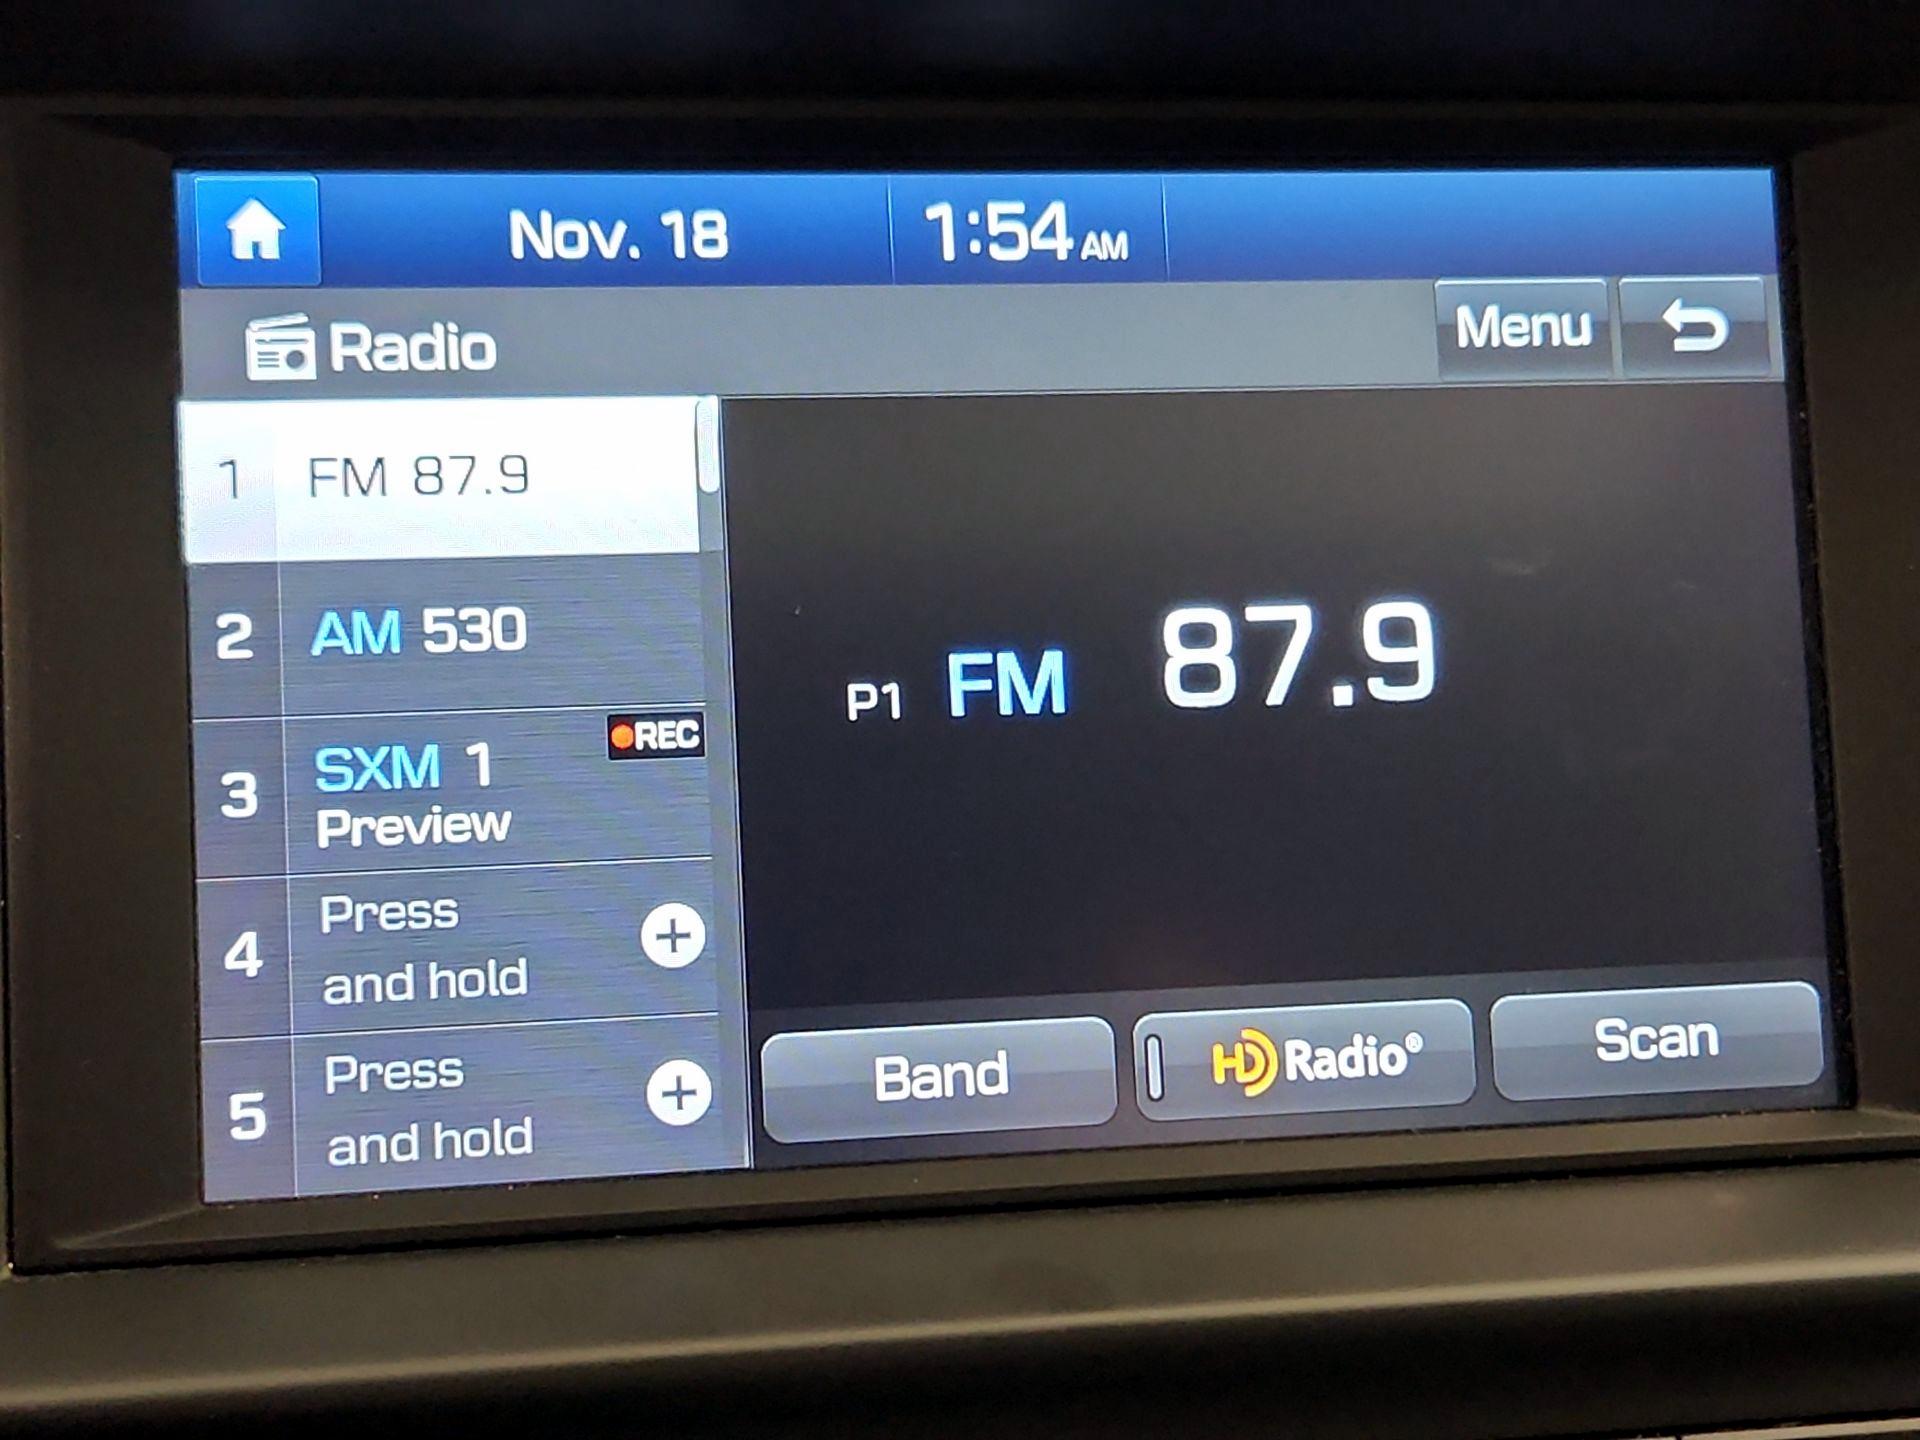 Nov. 18 1:54 AM
Radio Menu
1 FM 87.9
2 AM 530
3 SXM 1 REC
Preview
4 Press
and hold
5 Press
and hold
P1 FM 87.9
Band HD Radio® Scan